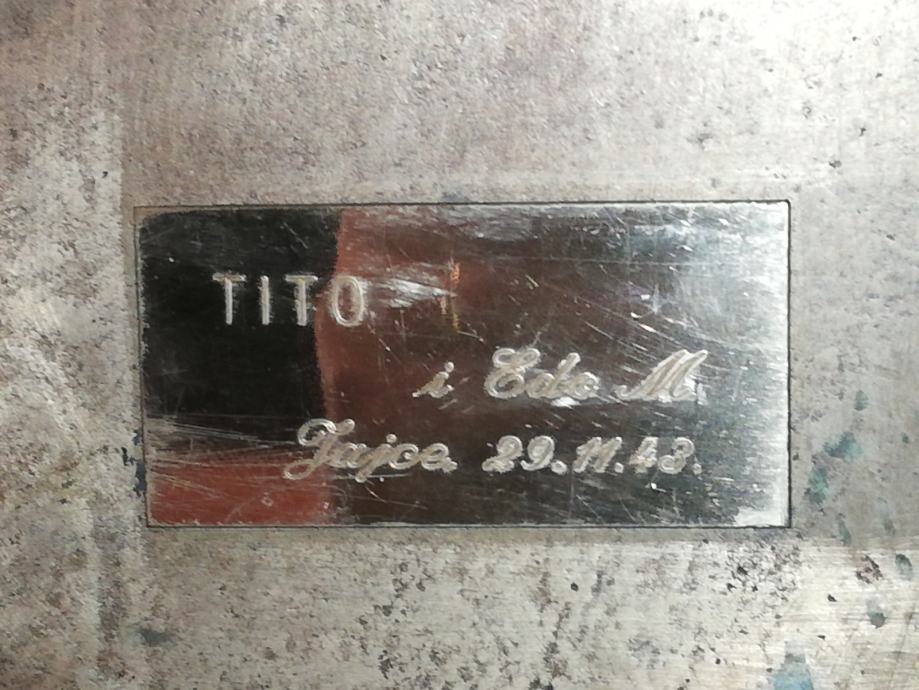 TITO
i Edo M.
Jajce, 29.11.43.